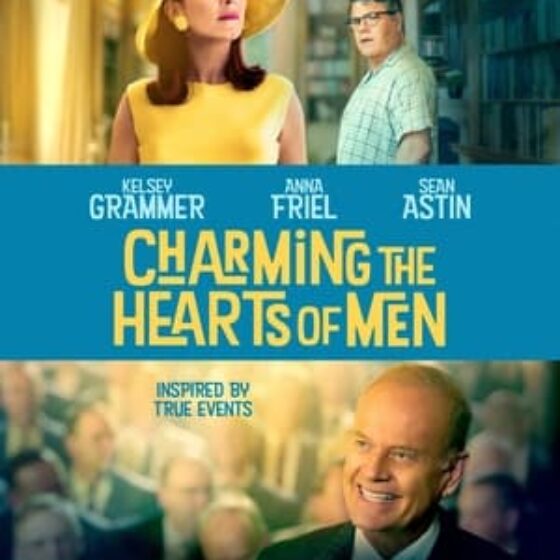 KELSEY GRAMMER
ANNA FRIEL
SEAN ASTIN
CHARMING THE
HEARTS OF MEN
INSPIRED BY
TRUE EVENTS